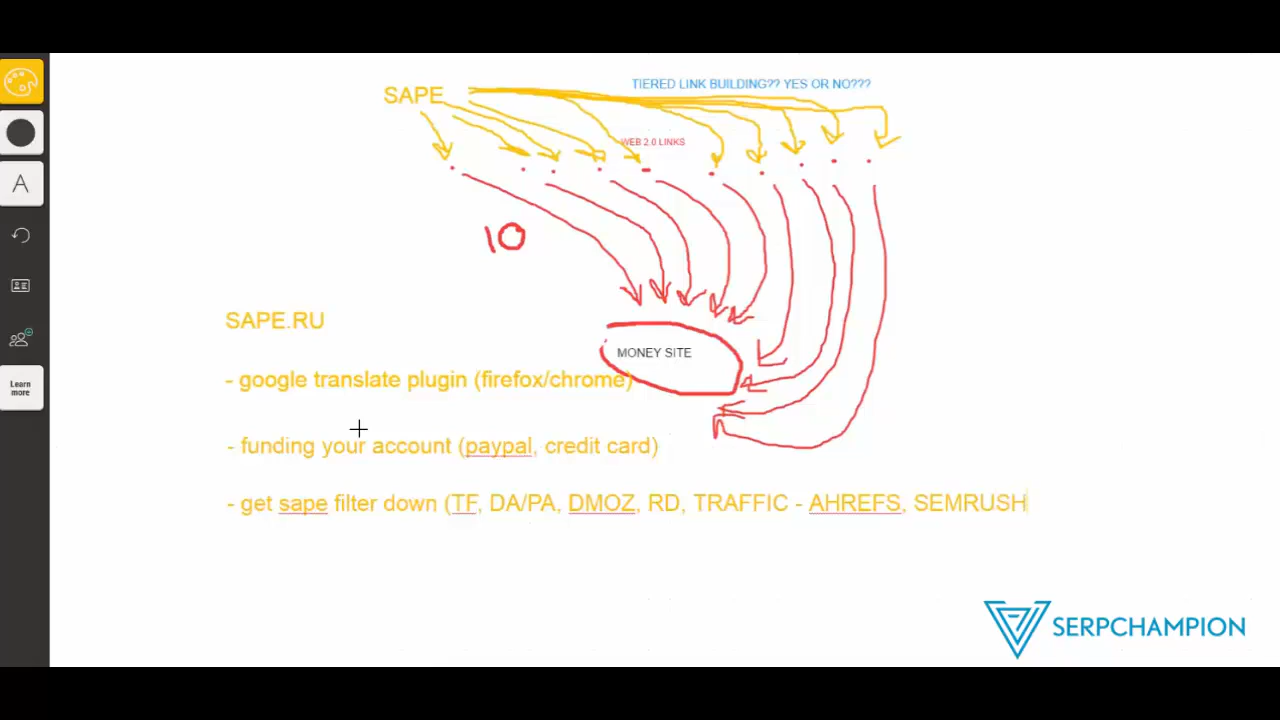 TIERED LINK BUILDING?? YES OR NO???
SAPE
WEB 2.0 LINKS
10
SAPE.RU
MONEY SITE
- google translate plugin (firefox/chrome)
- funding your account (paypal, credit card)
- get sape filter down (TF, DA/PA, DMOZ, RD, TRAFFIC - AHREFS, SEMRUSH
A
Learn
more
SERPCHAMPION